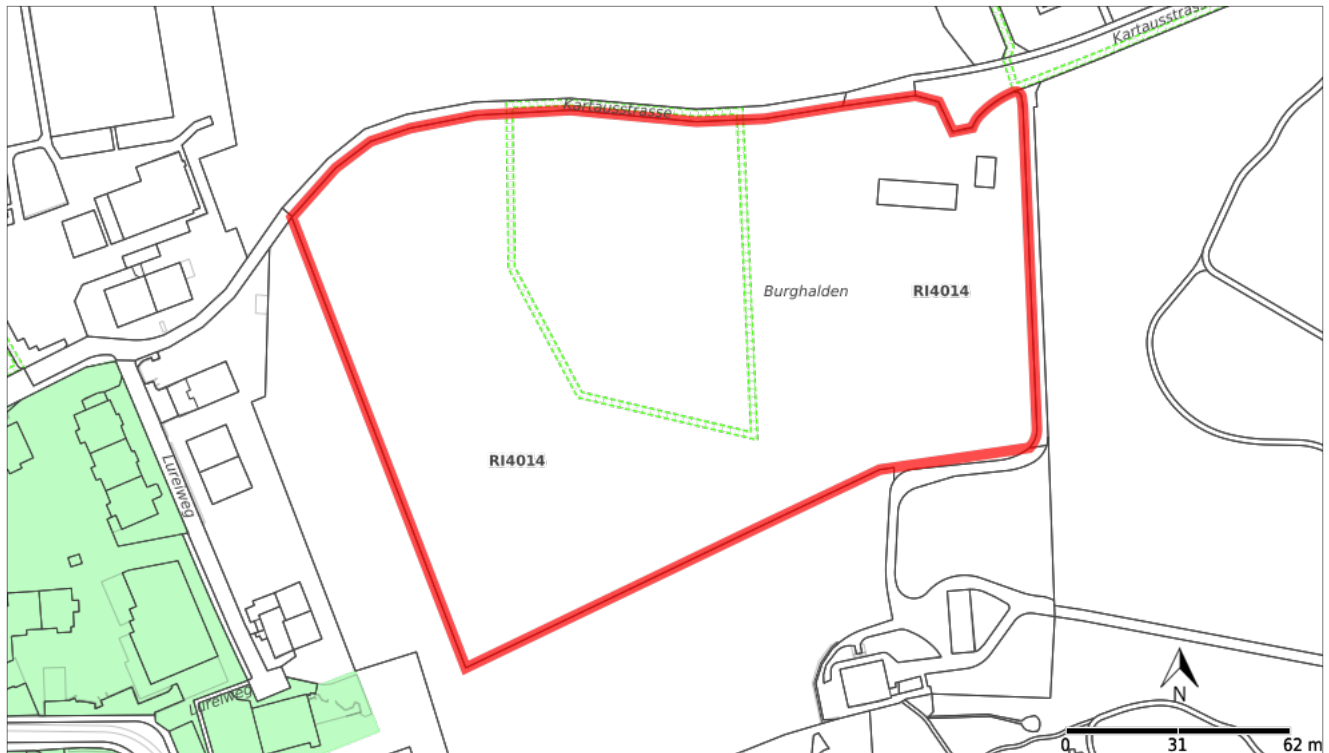 Kartausstrasse
Kartausstrasse
Burghalden
RI4014
RI4014
Lureiweg
Lureiweg
N
0 31 62 m